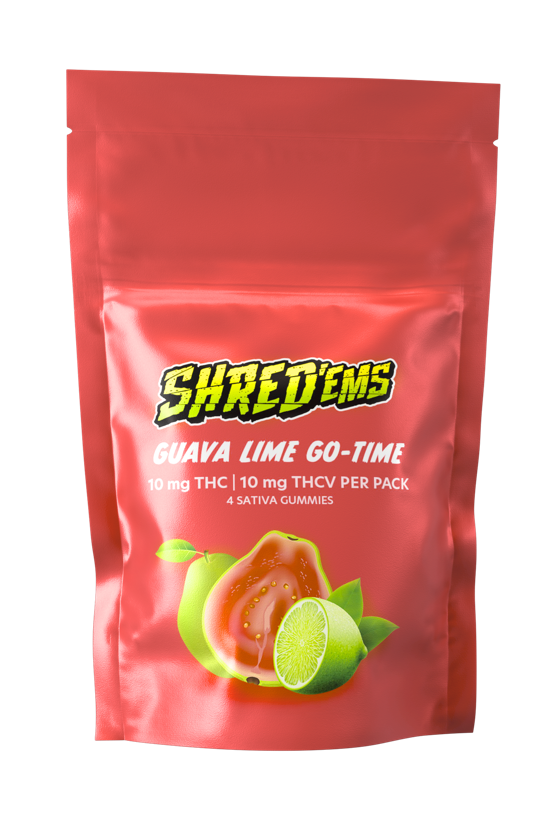 SHRED'EMS
GUAVA LIME GO-TIME
10 mg THC | 10 mg THCV PER PACK
4 SATIVA GUMMIES